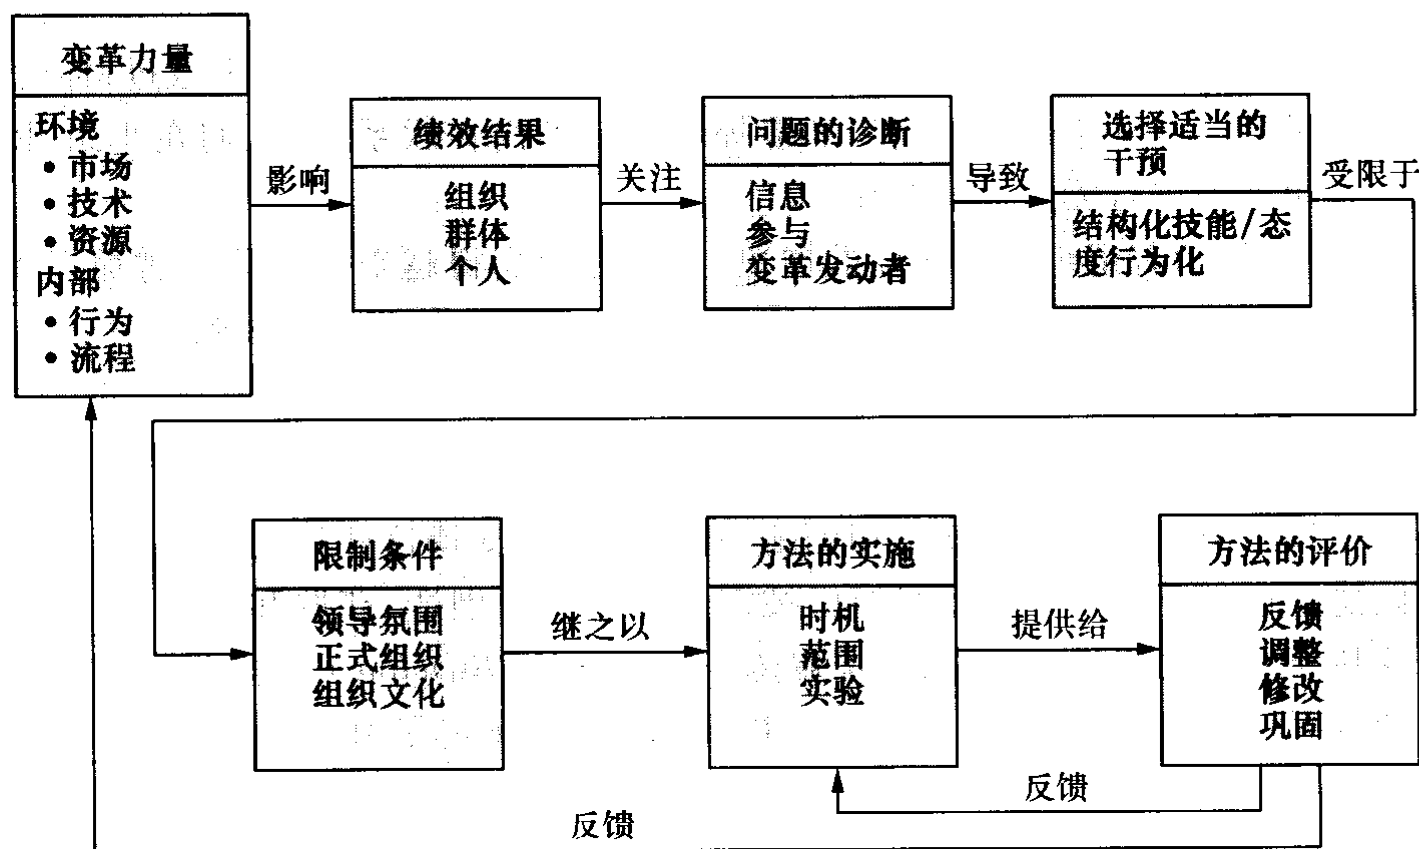 变革力量
环境
• 市场
• 技术
• 资源
内部
• 行为
• 流程
影响
绩效结果
组织
群体
个人
关注
问题的诊断
信息
参与
变革发动者
导致
选择适当的
干预
结构化技能/态
度行为化
受限于
限制条件
领导氛围
正式组织
组织文化
继之以
方法的实施
时机
范围
实验
提供给
方法的评价
反馈
调整
修改
巩固
反馈
反馈